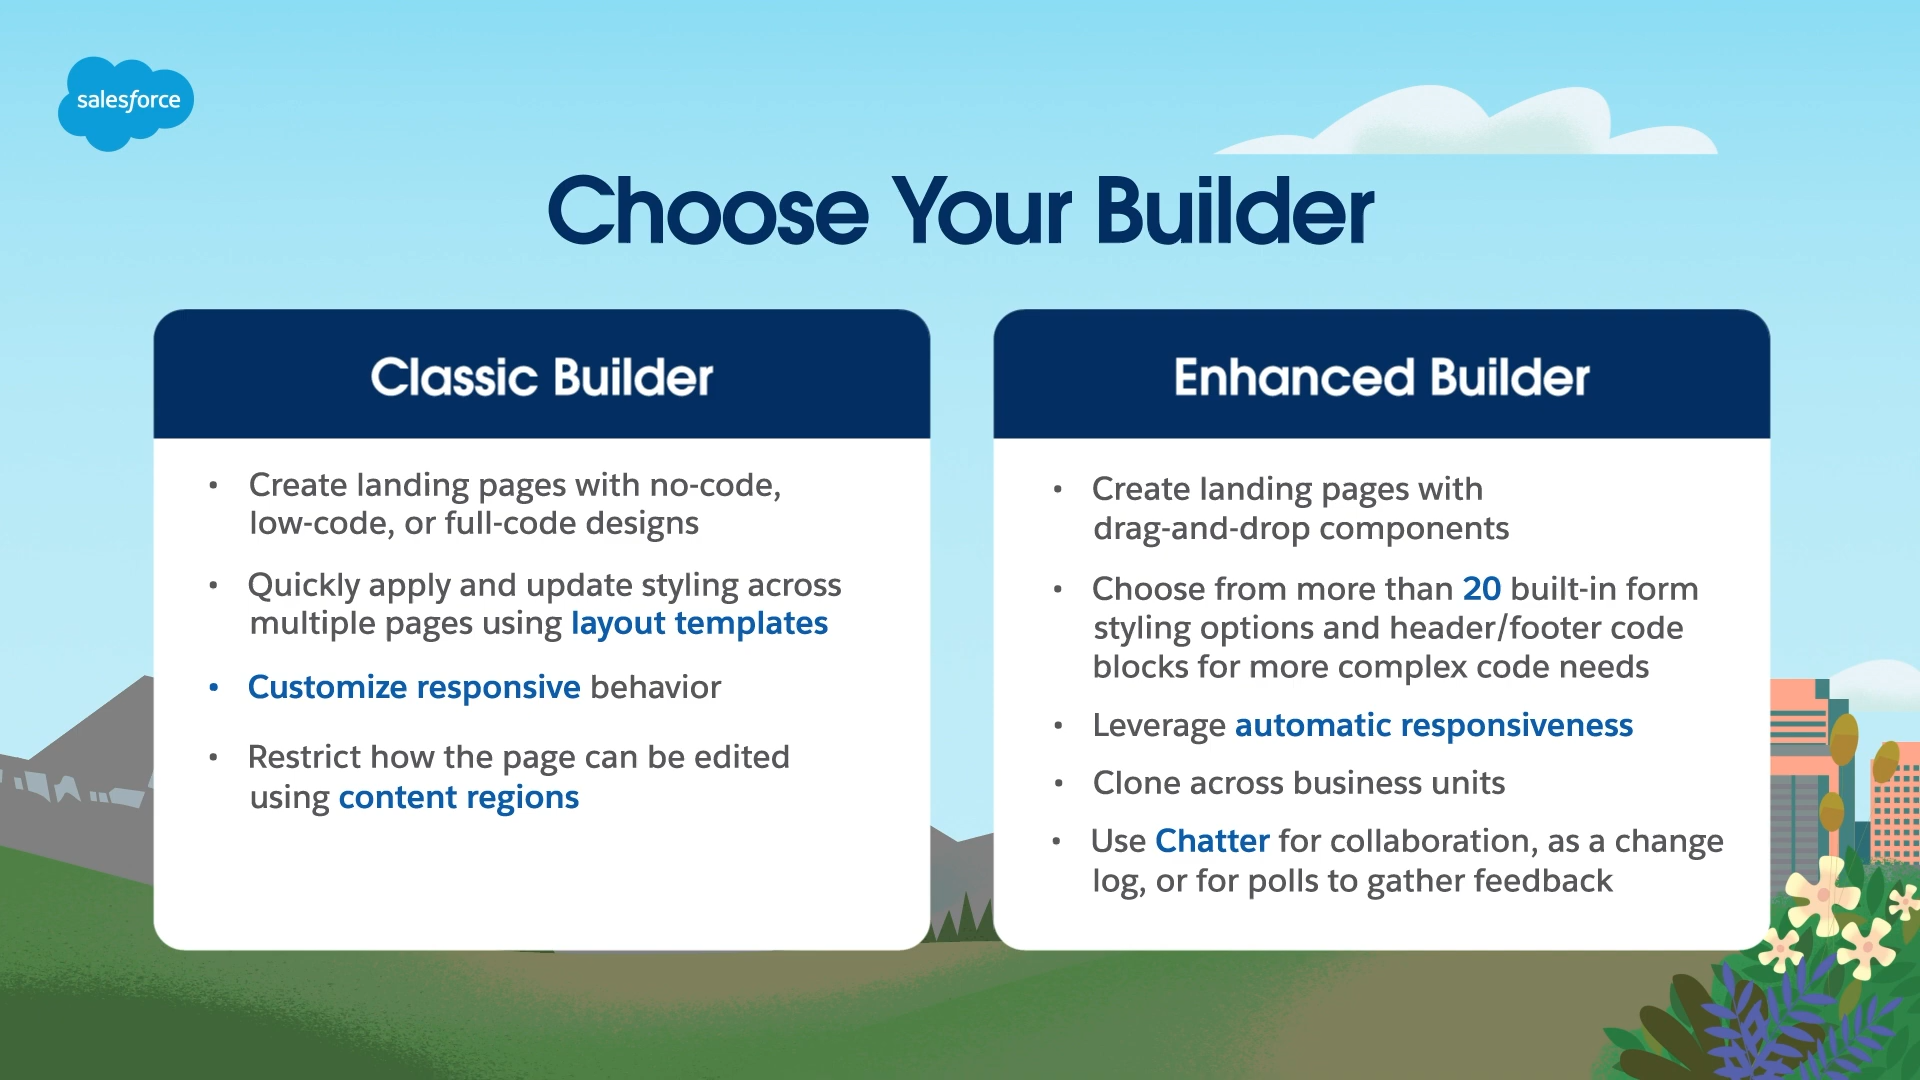 salesforce
Choose Your Builder
Classic Builder
• Create landing pages with no-code,
low-code, or full-code designs
• Quickly apply and update styling across
multiple pages using layout templates
• Customize responsive behavior
• Restrict how the page can be edited
using content regions
Enhanced Builder
• Create landing pages with
drag-and-drop components
• Choose from more than 20 built-in form
styling options and header/footer code
blocks for more complex code needs
• Leverage automatic responsiveness
• Clone across business units
• Use Chatter for collaboration, as a change
log, or for polls to gather feedback